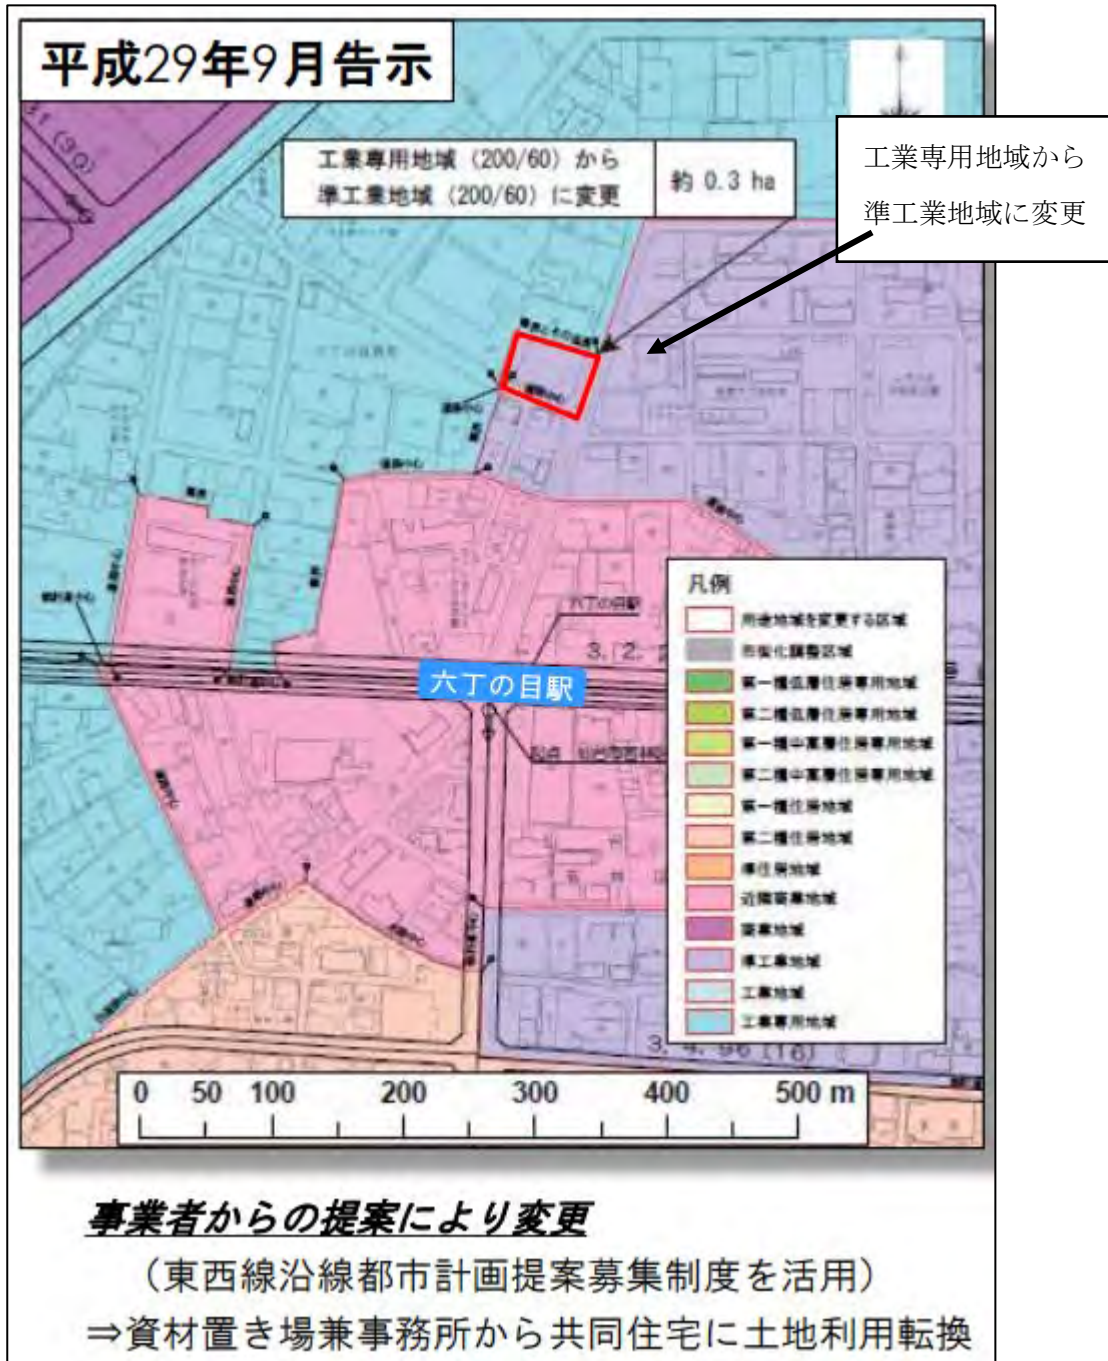 平成29年9月告示
工業専用地域(200/60)から
準工業地域(200/60)に変更
約 0.3 ha
工業専用地域から
準工業地域に変更
六丁の目駅
3. 2.
六丁の目駅
凡例
用途地域を変更する区域
市街化調整区域
第一種低層住居専用地域
第二種低層住居専用地域
第一種中高層住居専用地域
第二種中高層住居専用地域
第一種住居地域
第二種住居地域
準住居地域
近隣商業地域
商業地域
準工業地域
工業地域
工業専用地域
3. 4. 96 (16)
0 50 100 200 300 400 500 m
事業者からの提案により変更
(東西線沿線都市計画提案募集制度を活用)
⇒資材置き場兼事務所から共同住宅に土地利用転換